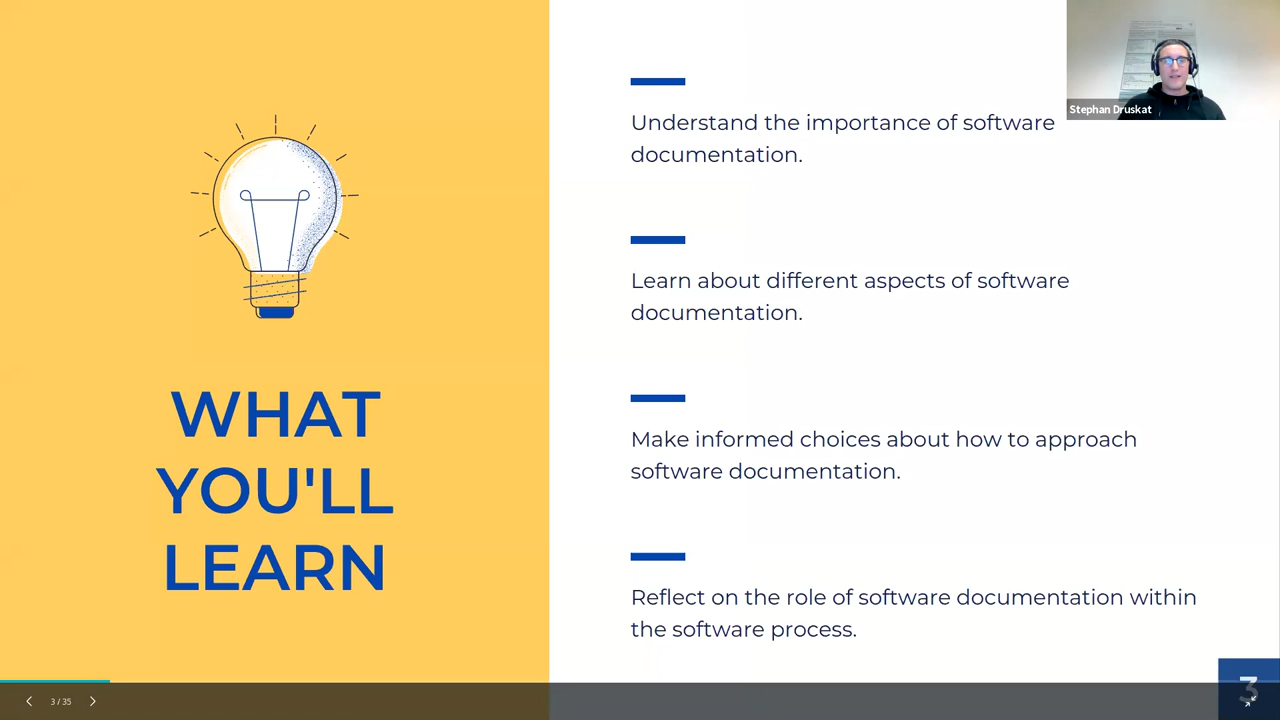 WHAT
YOU'LL
LEARN
Understand the importance of software
documentation.
Learn about different aspects of software
documentation.
Make informed choices about how to approach
software documentation.
Reflect on the role of software documentation within
the software process.
Stephan Druskat
3 / 35
3